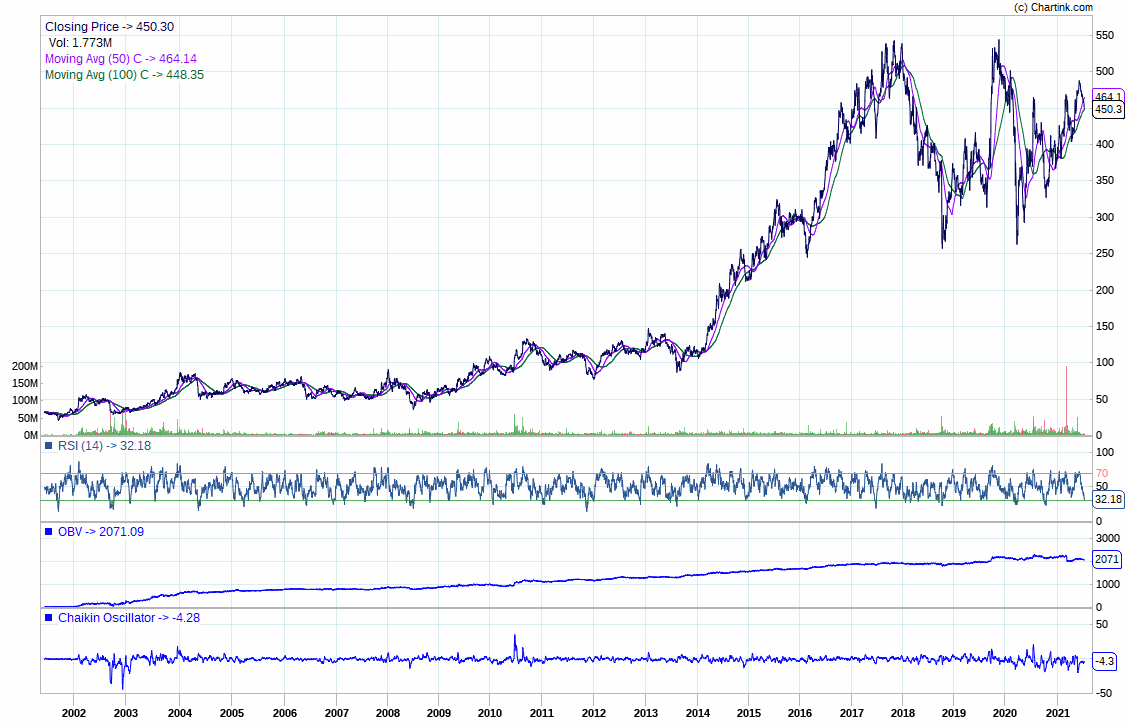 (c) Chartink.com
Closing Price -> 450.30
Vol: 1.773M
Moving Avg (50) C -> 464.14
Moving Avg (100) C -> 448.35
550
500
464.1
450.3
400
350
300
250
200
150
100
50
0
200M
150M
100M
50M
0M
RSI (14) -> 32.18
100
70
50
32.18
0
OBV -> 2071.09
3000
2071
1000
0
Chaikin Oscillator -> -4.28
50
-4.3
-50
2002 2003 2004 2005 2006 2007 2008 2009 2010 2011 2012 2013 2014 2015 2016 2017 2018 2019 2020 2021